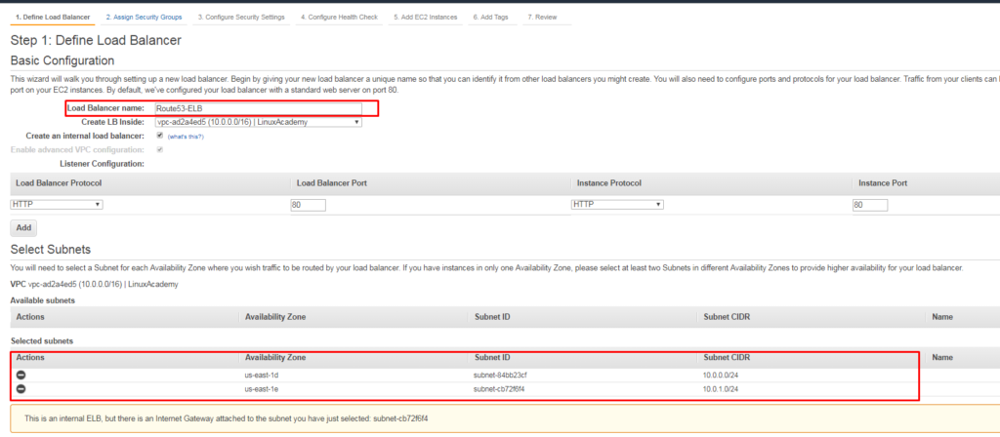 1. Define Load Balancer 2. Assign Security Groups 3. Configure Security Settings 4. Configure Health Check 5. Add EC2 Instances 6. Add Tags 7. Review
Step 1: Define Load Balancer
Basic Configuration
This wizard will walk you through setting up a new load balancer. Begin by giving your new load balancer a unique name so that you can identify it from other load balancers you might create. You will also need to configure ports and protocols for your load balancer. Traffic from your clients can
port on your EC2 instances. By default, we've configured your load balancer with a standard web server on port 80.
Load Balancer name: Route53-ELB
Create LB Inside: vpc-ad2a4ed5 (10.0.0.0/16) | LinuxAcademy
Create an internal load balancer: (what's this?)
Enable advanced VPC configuration:
Listener Configuration:
Load Balancer Protocol Load Balancer Port Instance Protocol Instance Port
HTTP 80 HTTP 80
Add
Select Subnets
You will need to select a Subnet for each Availability Zone where you wish traffic to be routed by your load balancer. If you have instances in only one Availability Zone, please select at least two Subnets in different Availability Zones to provide higher availability for your load balancer.
VPC vpc-ad2a4ed5 (10.0.0.0/16) | LinuxAcademy
Available subnets
Actions Availability Zone Subnet ID Subnet CIDR Name
Selected subnets
Actions Availability Zone Subnet ID Subnet CIDR Name
us-east-1d subnet-84bb23cf 10.0.0.0/24
us-east-1e subnet-cb72f6f4 10.0.1.0/24
This is an internal ELB, but there is an Internet Gateway attached to the subnet you have just selected: subnet-cb72f6f4